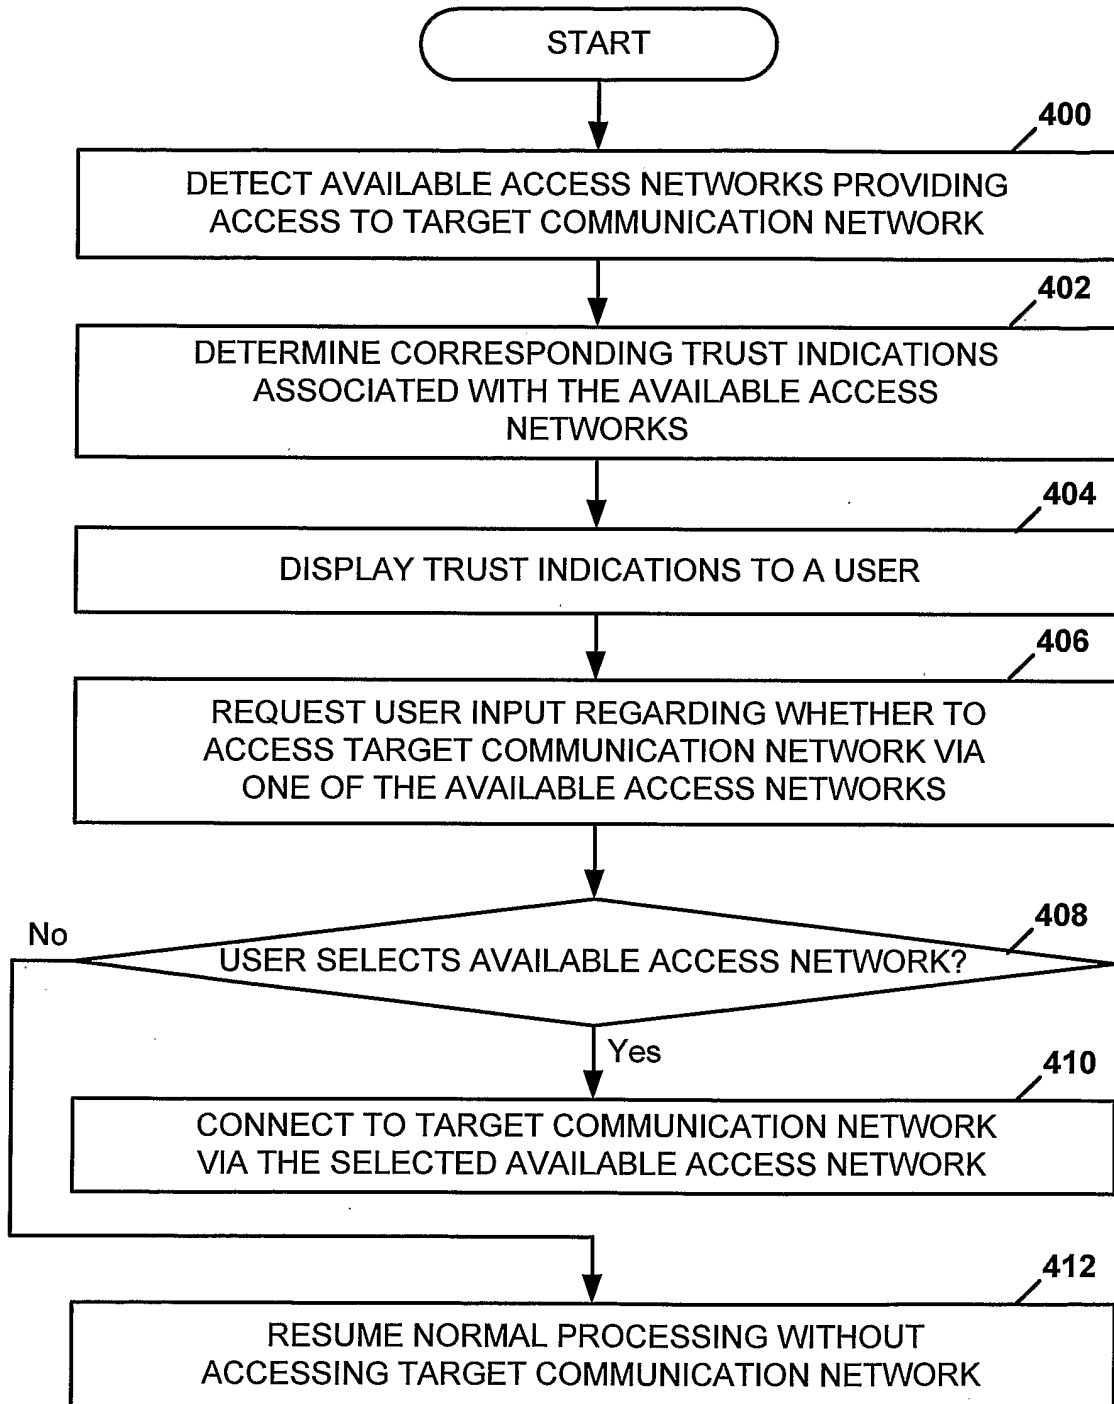 START
400
DETECT AVAILABLE ACCESS NETWORKS PROVIDING
ACCESS TO TARGET COMMUNICATION NETWORK
402
DETERMINE CORRESPONDING TRUST INDICATIONS
ASSOCIATED WITH THE AVAILABLE ACCESS
NETWORKS
404
DISPLAY TRUST INDICATIONS TO A USER
406
REQUEST USER INPUT REGARDING WHETHER TO
ACCESS TARGET COMMUNICATION NETWORK VIA
ONE OF THE AVAILABLE ACCESS NETWORKS
408
No
USER SELECTS AVAILABLE ACCESS NETWORK?
Yes
410
CONNECT TO TARGET COMMUNICATION NETWORK
VIA THE SELECTED AVAILABLE ACCESS NETWORK
412
RESUME NORMAL PROCESSING WITHOUT
ACCESSING TARGET COMMUNICATION NETWORK